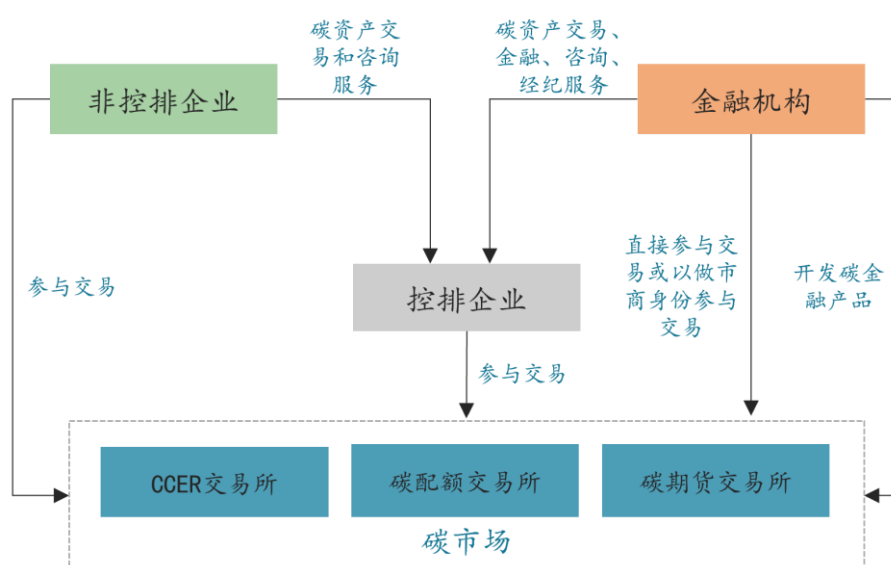 碳资产交
易和咨询
服务
碳资产交易、
金融、咨询、
经纪服务
非控排企业
金融机构
参与交易
直接参与交
易或以做市
商身份参与
交易
开发碳金
融产品
控排企业
参与交易
CCER交易所
碳配额交易所
碳期货交易所
碳市场